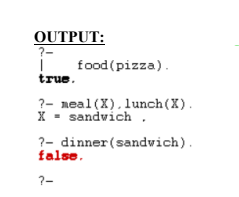 OUTPUT:
?-
|    food(pizza).
true.
?- meal(X),lunch(X).
X = sandwich .
?- dinner(sandwich).
false.
?-